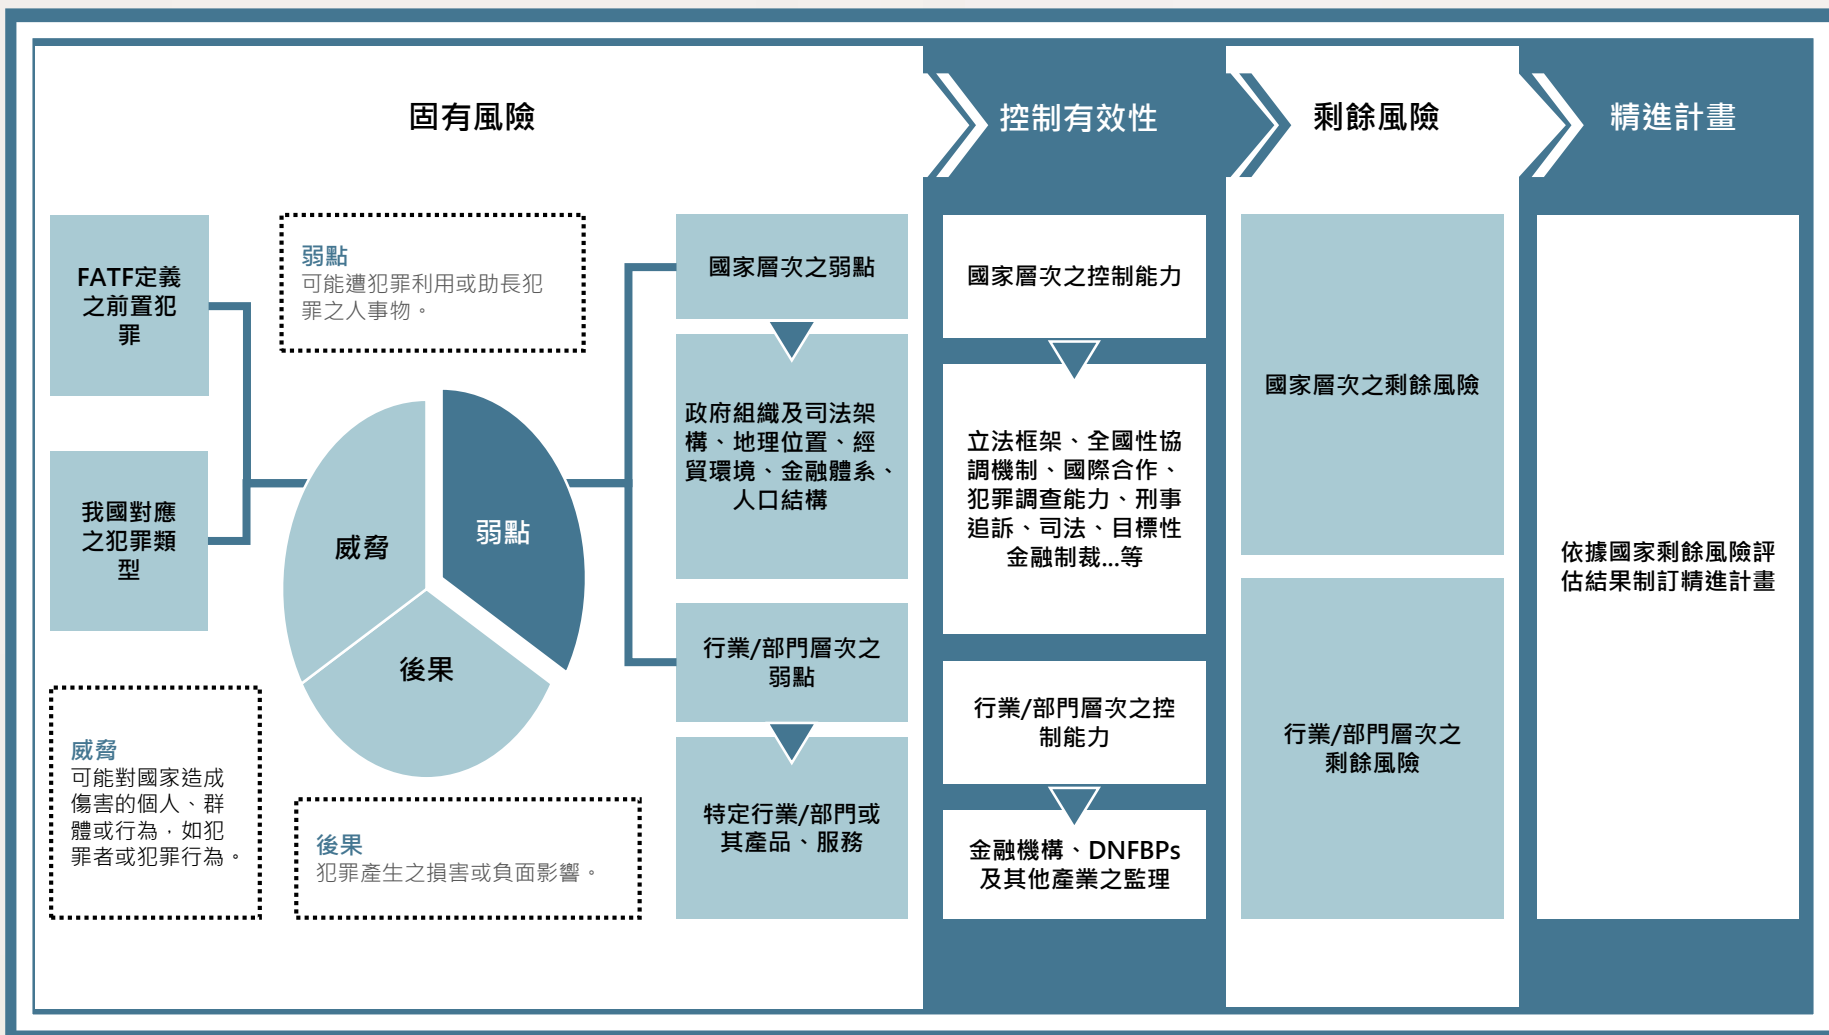 固有風險
控制有效性
剩餘風險
精進計畫
FATF定義
之前置犯
罪
我國對應
之犯罪類
型
威脅
可能對國家造成
傷害的個人、群
體或行為，如犯
罪者或犯罪行為。
弱點
可能遭犯罪利用或助長犯
罪之人事物。
威脅
弱點
後果
後果
犯罪產生之損害或負面影響。
國家層次之弱點
政府組織及司法架
構、地理位置、經
貿環境、金融體系、
人口結構
行業/部門層次之
弱點
特定行業/部門或
其產品、服務
國家層次之控制能力
立法框架、全國性協
調機制、國際合作、
犯罪調查能力、刑事
追訴、司法、目標性
金融制裁...等
行業/部門層次之控
制能力
金融機構、DNFBPs
及其他產業之監理
國家層次之剩餘風險
行業/部門層次之
剩餘風險
依據國家剩餘風險評
估結果制訂精進計畫